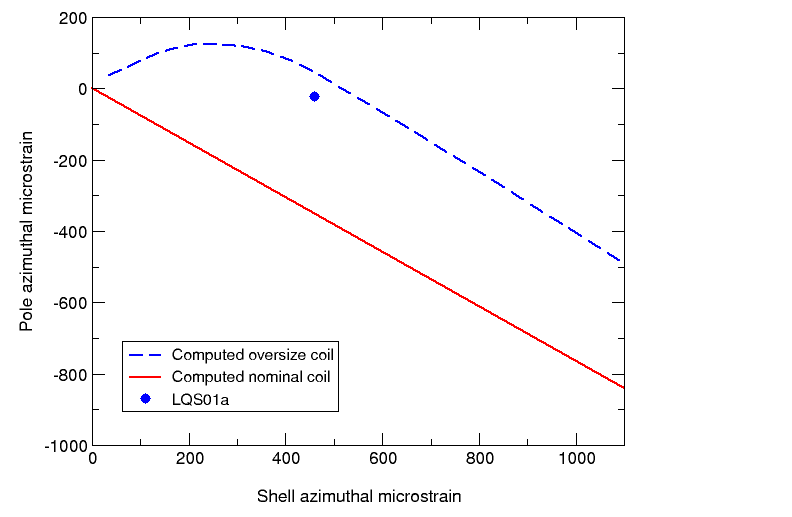 200
0
-200
-400
-600
-800
-1000
Pole azimuthal microstrain
Computed oversize coil
Computed nominal coil
LQS01a
0 200 400 600 800 1000
Shell azimuthal microstrain